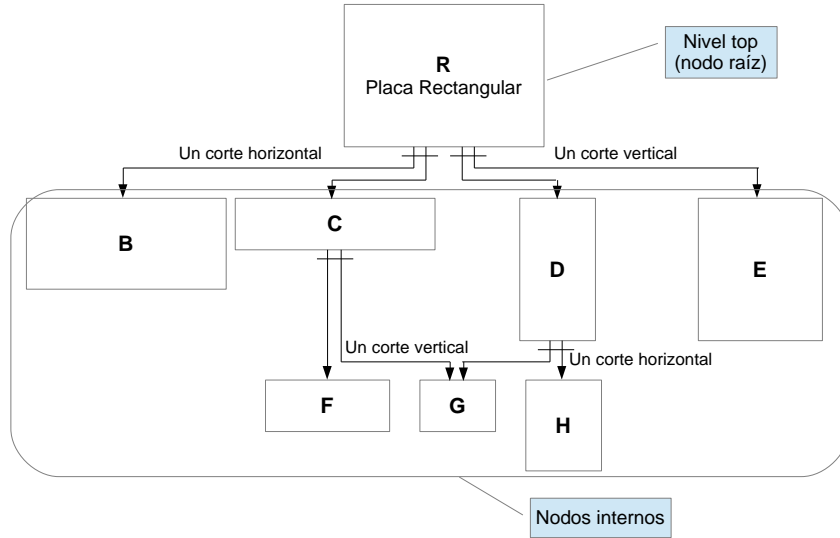 R
Placa Rectangular
Nivel top
(nodo raíz)
Un corte horizontal
Un corte vertical
B
C
D
E
Un corte vertical
Un corte horizontal
F
G
H
Nodos internos